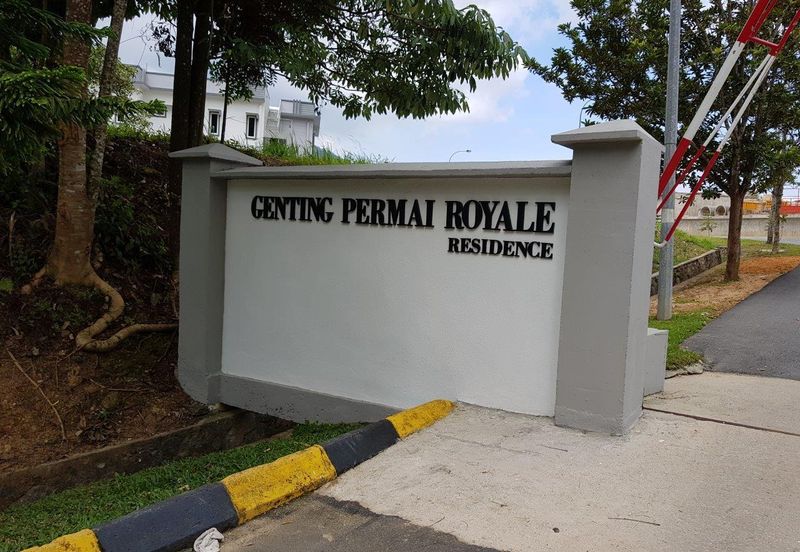 GENTING PERMAI ROYALE
RESIDENCE